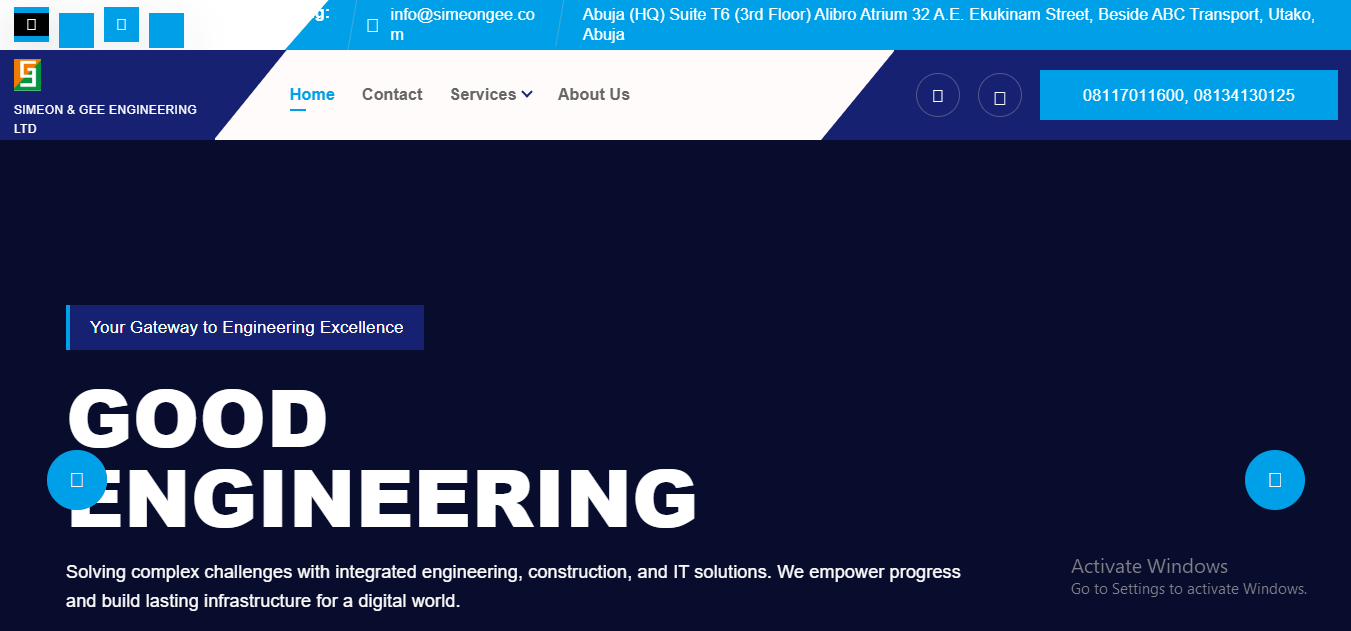 g:
info@simeongee.co
m
Abuja (HQ) Suite T6 (3rd Floor) Alibro Atrium 32 A.E. Ekukinam Street, Beside ABC Transport, Utako,
Abuja
SIMEON & GEE ENGINEERING
LTD
Home
Contact
Services
About Us
08117011600, 08134130125
Your Gateway to Engineering Excellence
GOOD
ENGINEERING
Solving complex challenges with integrated engineering, construction, and IT solutions. We empower progress
and build lasting infrastructure for a digital world.
Activate Windows
Go to Settings to activate Windows.